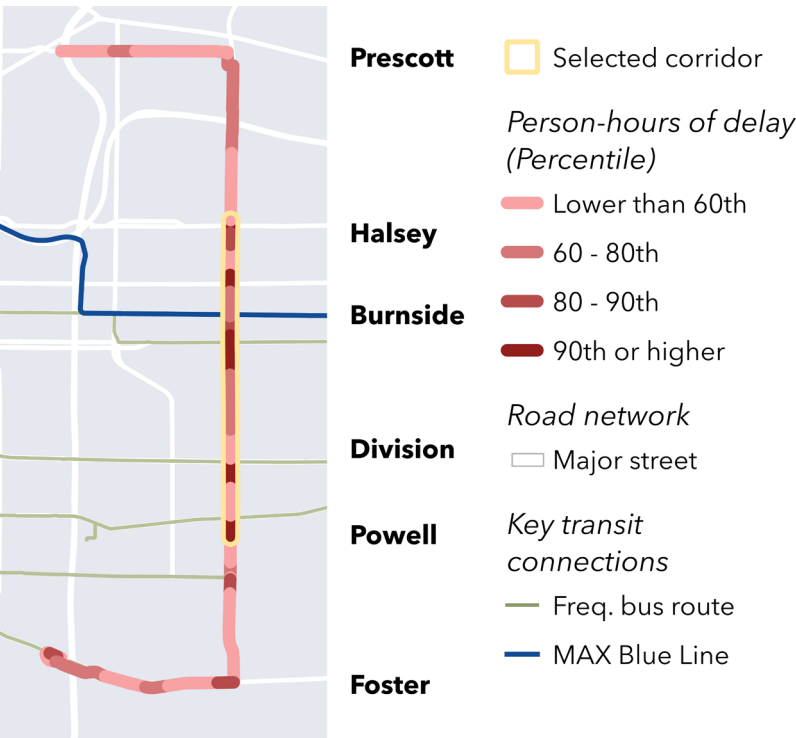 Prescott
Selected corridor
Person-hours of delay
(Percentile)
Lower than 60th
Halsey
60 - 80th
80 - 90th
Burnside
90th or higher
Road network
Division
Major street
Key transit
Powell
connections
Freq. bus route
MAX Blue Line
Foster